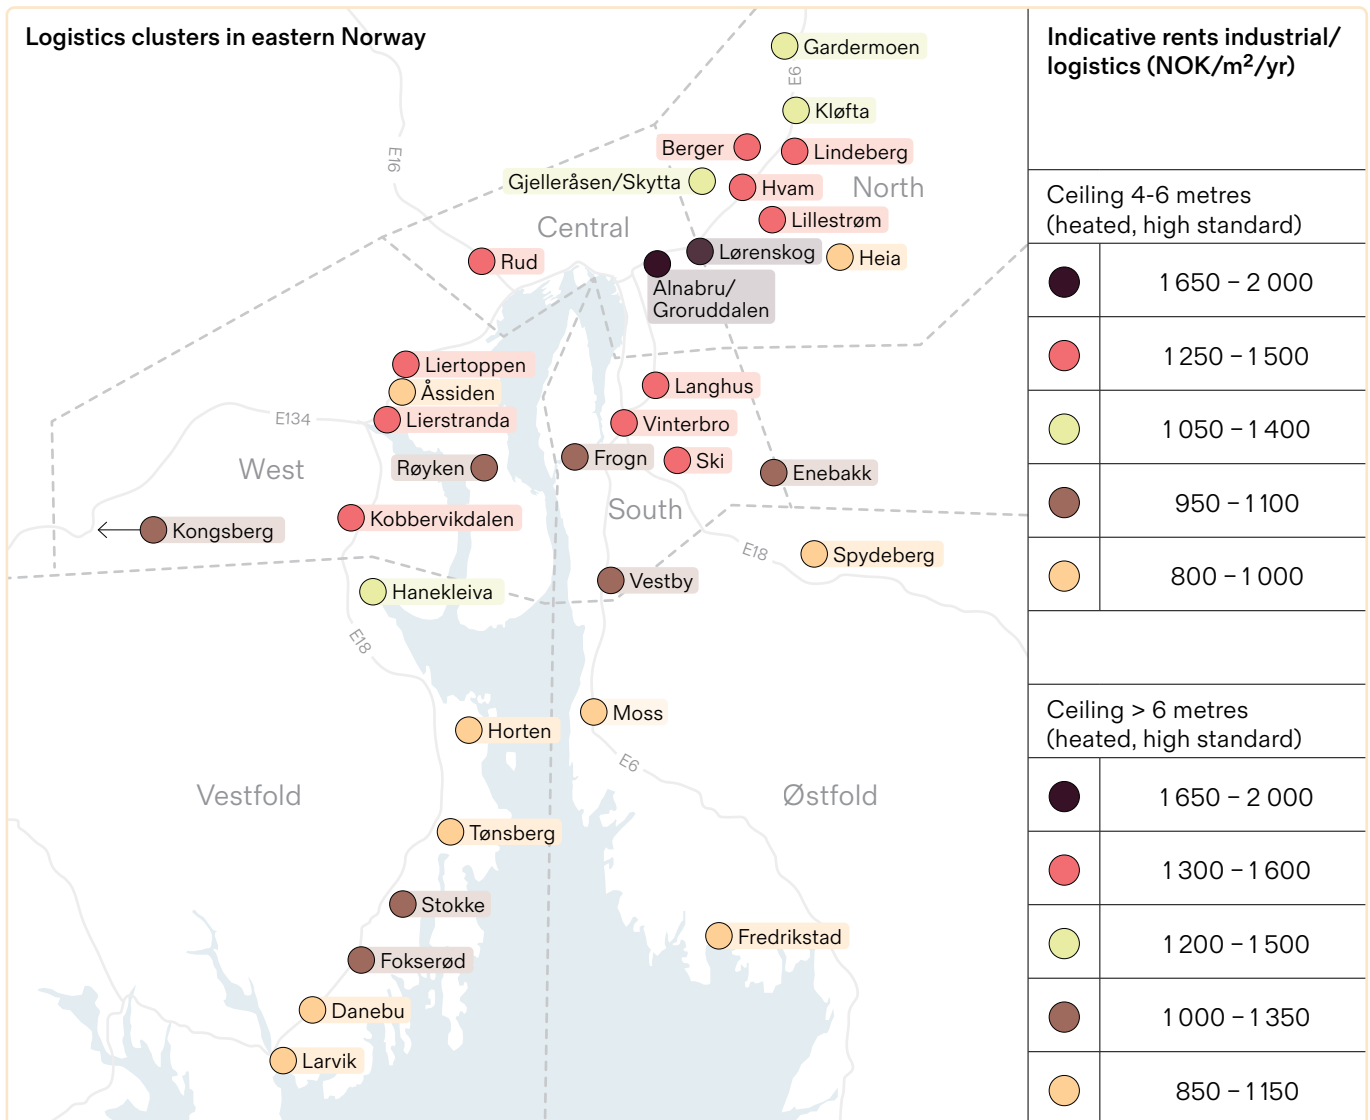 Logistics clusters in eastern Norway
Gardermoen
E6
Kløfta
Berger
Lindeberg
E16
Gjelleråsen/Skytta
Hvam
North
Lillestrøm
Central
Lørenskog
Heia
Rud
Alnabru/
Groruddalen
Liertoppen
Langhus
Åssiden
E134
Lierstranda
Vinterbro
West
Røyken
Frogn
Ski
Enebakk
South
Kongsberg
Kobbervikdalen
E18
Spydeberg
Vestby
Hanekleiva
E18
Moss
Horten
E6
Vestfold
Østfold
Tønsberg
Stokke
Fredrikstad
Fokserød
Danebu
Larvik
Indicative rents industrial/
logistics (NOK/m²/yr)
Ceiling 4-6 metres
(heated, high standard)
1 650 – 2 000
1 250 – 1 500
1 050 – 1 400
950 – 1 100
800 – 1 000
Ceiling > 6 metres
(heated, high standard)
1 650 – 2 000
1 300 – 1 600
1 200 – 1 500
1 000 – 1 350
850 – 1 150